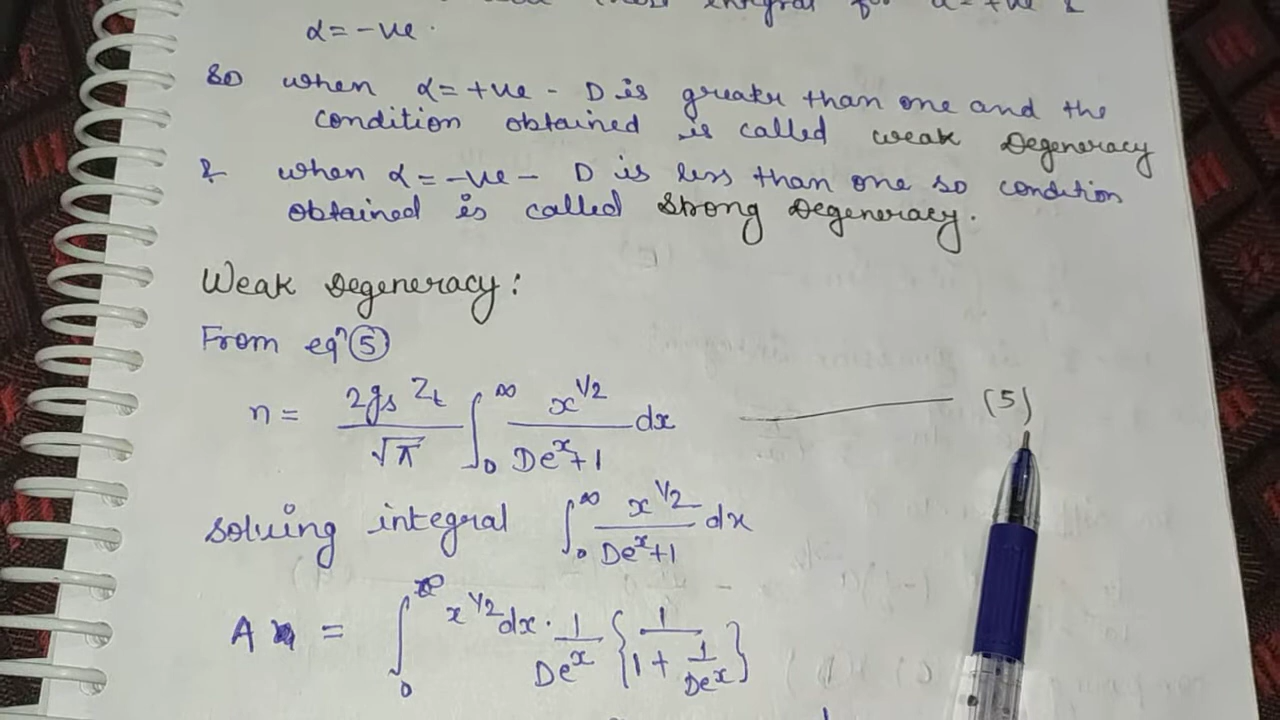 integral for α = +ve &
α = -ve.
So when α = +ve - D is greater than one and the
condition obtained is called weak Degeneracy
& when α = -ve - D is less than one so condition
obtained is called Strong Degeneracy.
Weak Degeneracy :
From eqⁿ ⑤
n = 2gs Zt / √π ∫₀^∞ x^1/2 / (De^x + 1) dx ——— (5)
solving integral ∫₀^∞ x^1/2 / (De^x + 1) dx
A = ∫₀^∞ x^1/2 dx · 1/De^x { 1 / (1 + 1/De^x) }